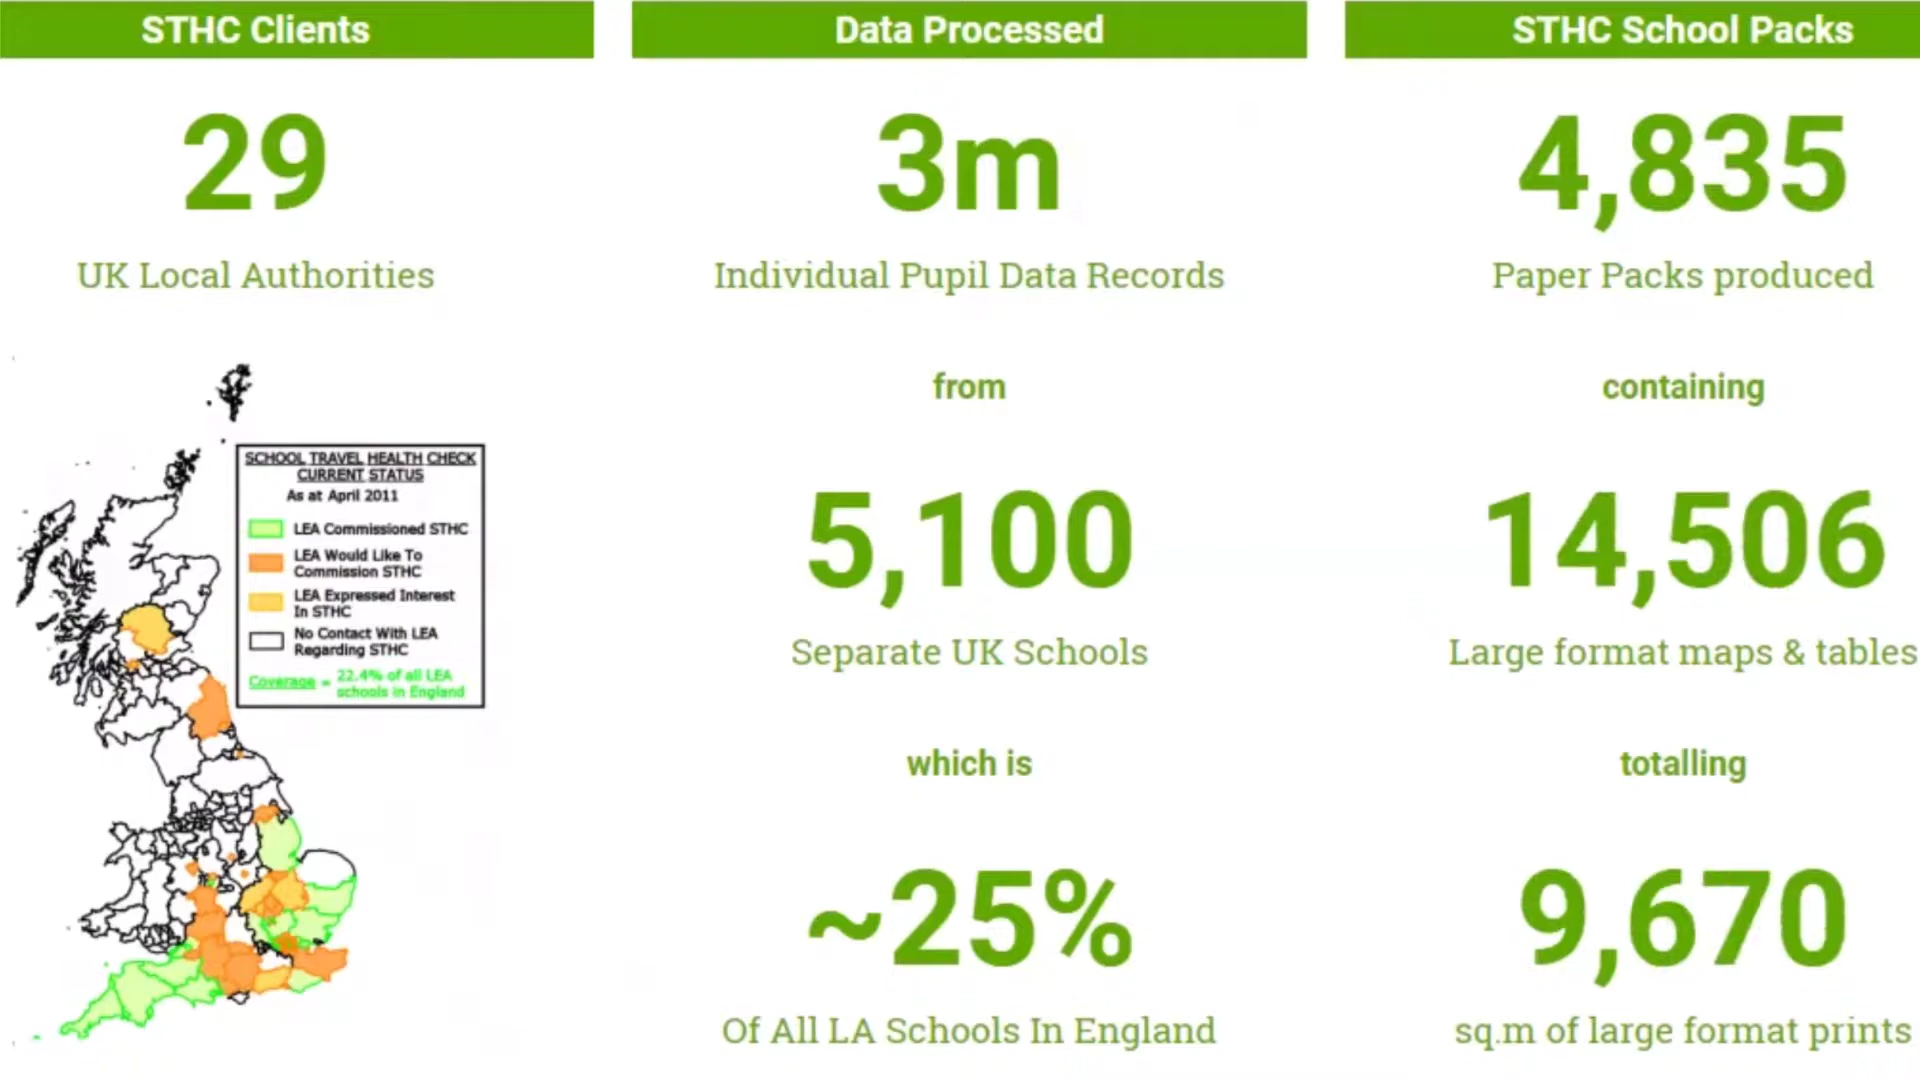 STHC Clients
29
UK Local Authorities
SCHOOL TRAVEL HEALTH CHECK
CURRENT STATUS
As at April 2011
LEA Commissioned STHC
LEA Would Like To
Commission STHC
LEA Expressed Interest
In STHC
No Contact With LEA
Regarding STHC
Coverage = 22.4% of all LEA
schools in England
Data Processed
3m
Individual Pupil Data Records
from
5,100
Separate UK Schools
which is
~25%
Of All LA Schools In England
STHC School Packs
4,835
Paper Packs produced
containing
14,506
Large format maps & tables
totalling
9,670
sq.m of large format prints